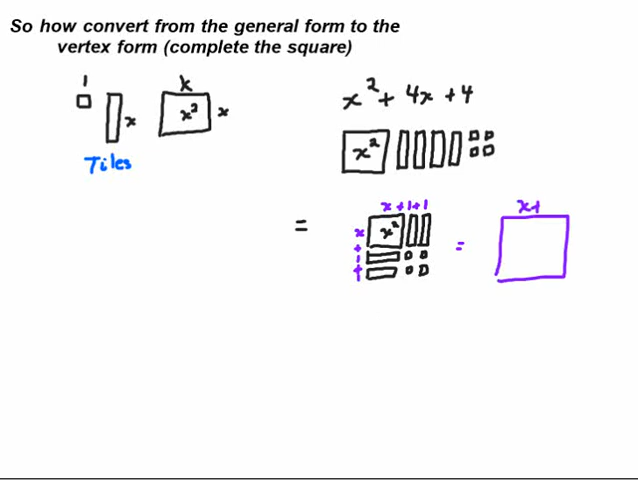 So how convert from the general form to the
vertex form (complete the square)
1
x
x
x²
x
Tiles
x² + 4x + 4
x²
=
x + 1 + 1
x + 1 + 1
x²
=
x +